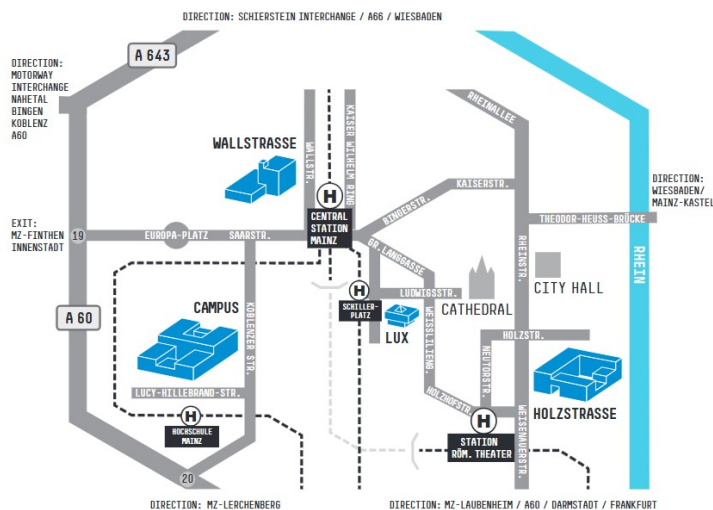 DIRECTION: SCHIERSTEIN INTERCHANGE / A66 / WIESBADEN
A 643
DIRECTION:
MOTORWAY
INTERCHANGE
NAHETAL
BINGEN
KOBLENZ
A60
WALLSTRASSE
WALLSTR.
KAISER WILHELM RING
RHEINALLEE
KAISERSTR.
BINGERSTR.
DIRECTION:
WIESBADEN/
MAINZ-KASTEL
THEODOR-HEUSS-BRÜCKE
RHEIN
H
CENTRAL
STATION
MAINZ
EXIT:
MZ-FINTHEN
INNENSTADT
19
EUROPA-PLATZ
SAARSTR.
GR. LANGGASSE
RHEINSTR.
CITY HALL
CATHEDRAL
LUDWIGSSTR.
H
SCHILLER-
PLATZ
LUX
WEISSLILIENG.
A 60
CAMPUS
KOBLENZER STR.
HOLZSTR.
NEUTORSTR.
HOLZSTRASSE
LUCY-HILLEBRAND-STR.
HOLZHOFSTR.
WEISENAUERSTR.
H
HOCHSCHULE
MAINZ
H
STATION
RÖM. THEATER
20
DIRECTION: MZ-LERCHENBERG
DIRECTION: MZ-LAUBENHEIM / A60 / DARMSTADT / FRANKFURT